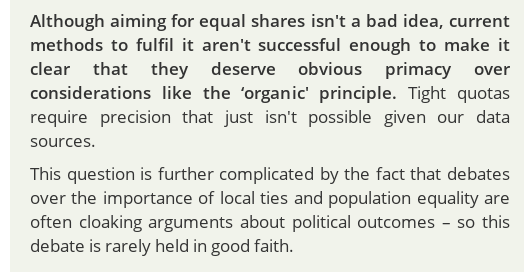 Although aiming for equal shares isn't a bad idea, current
methods to fulfil it aren't successful enough to make it
clear that they deserve obvious primacy over
considerations like the ‘organic' principle. Tight quotas
require precision that just isn't possible given our data
sources.
This question is further complicated by the fact that debates
over the importance of local ties and population equality are
often cloaking arguments about political outcomes – so this
debate is rarely held in good faith.